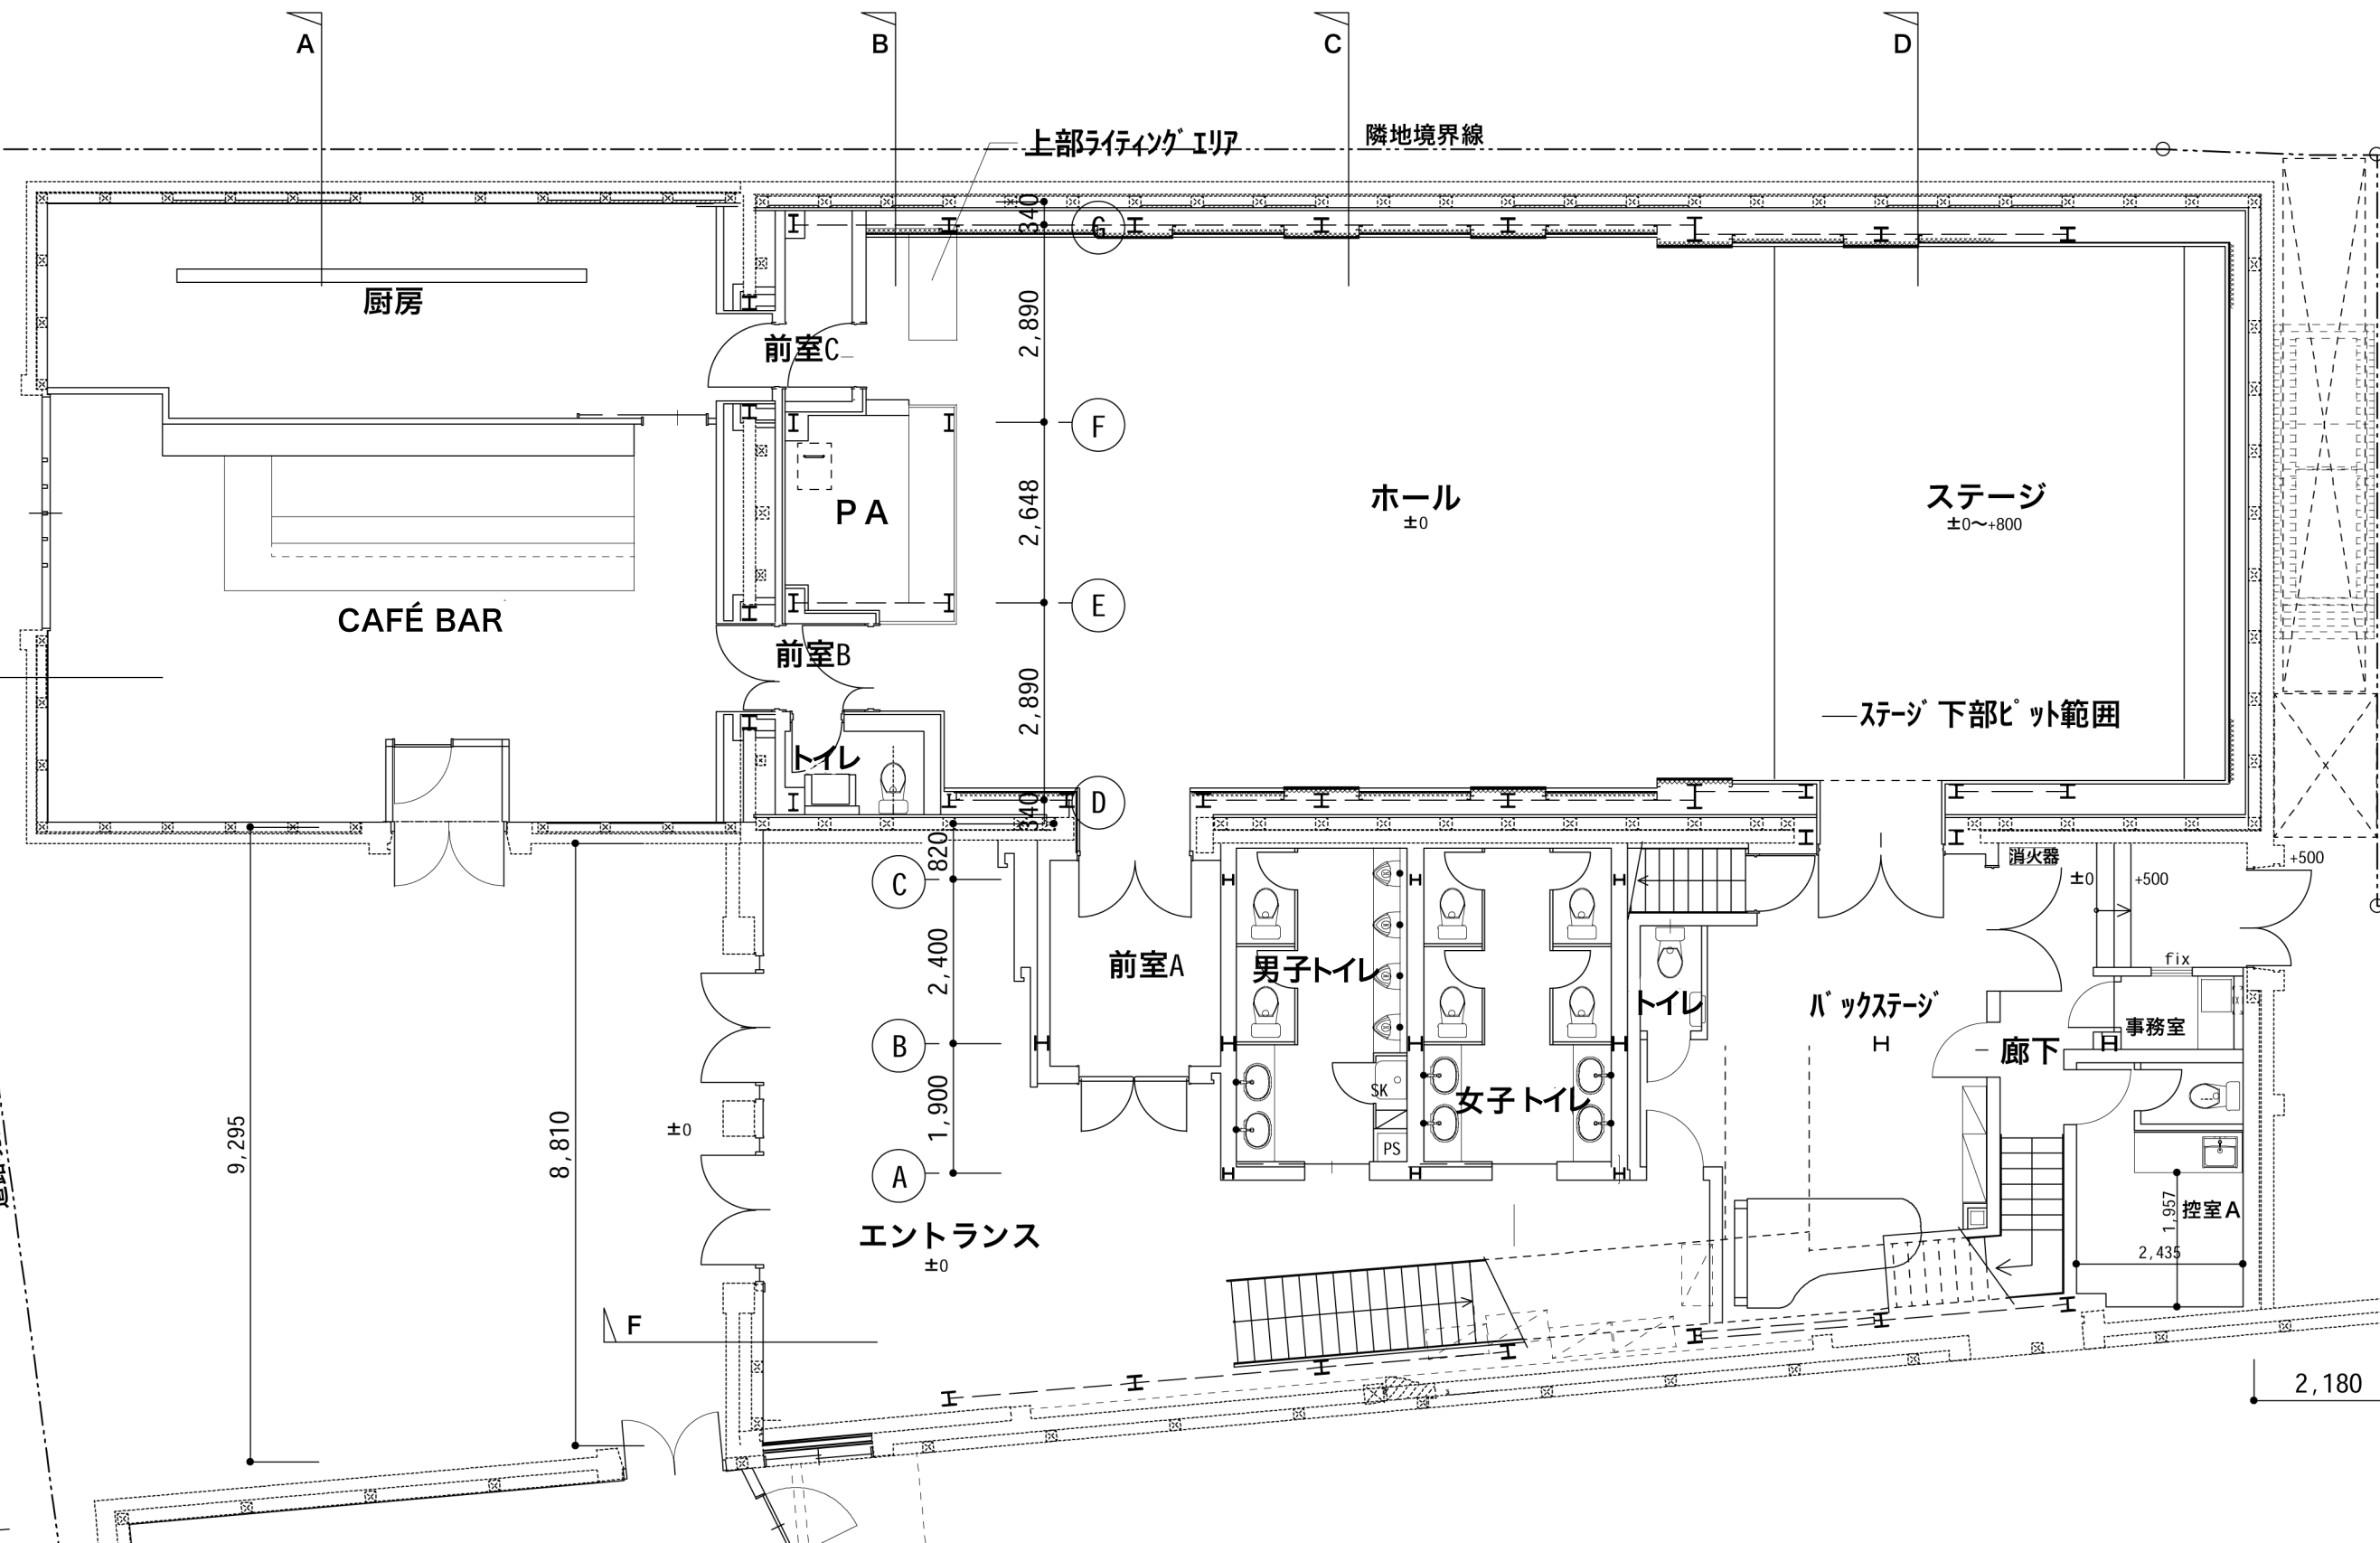 A
B
C
D
上部ﾗｲﾃｨﾝｸﾞｴﾘｱ
隣地境界線
340
G
厨房
2,890
前室C
F
PA
2,648
ホール
±0
ステージ
±0〜+800
CAFÉ BAR
E
前室B
2,890
ｽﾃｰｼﾞ下部ﾋﾟｯﾄ範囲
トイレ
340
D
820
C
消火器
±0
+500
+500
2,400
前室A
男子トイレ
トイレ
ﾊﾞｯｸｽﾃｰｼﾞ
fix
事務室
廊下
B
9,295
8,810
±0
1,900
SK
女子トイレ
PS
A
エントランス
±0
1,957
控室A
2,435
F
2,180